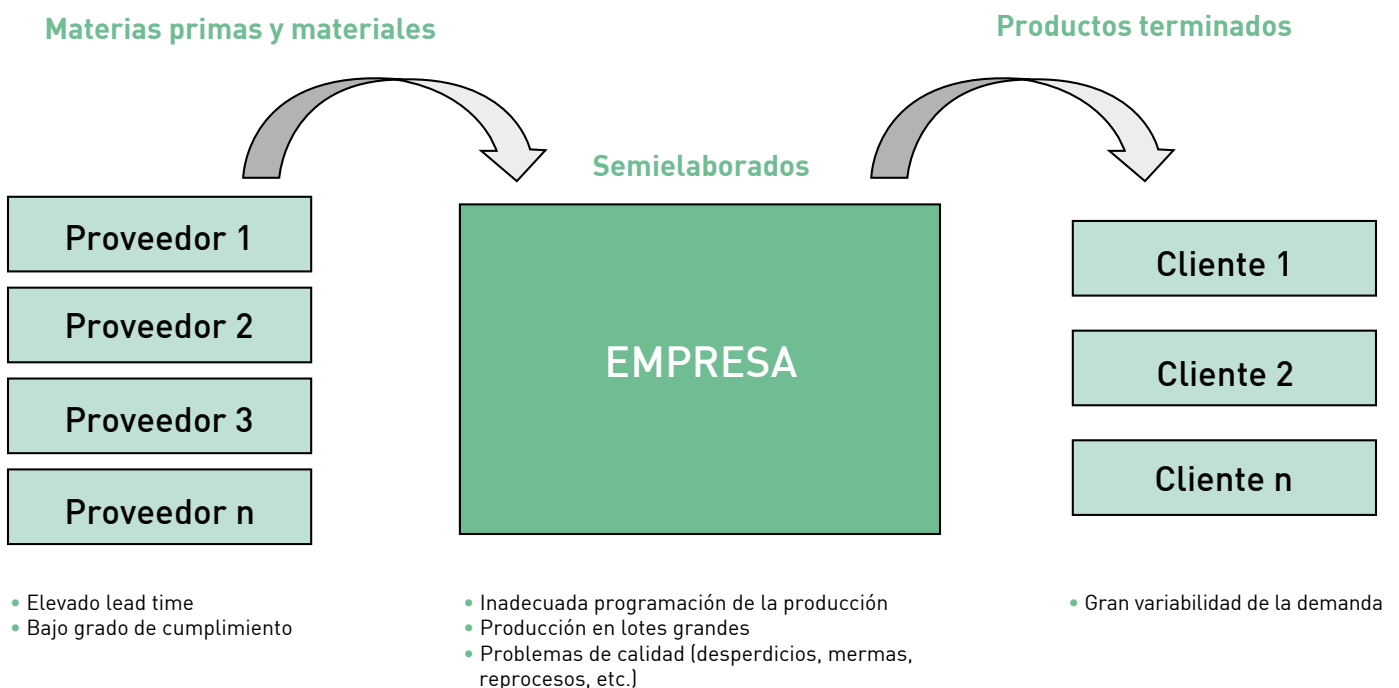 Materias primas y materiales
Productos terminados
Semielaborados
Proveedor 1
Proveedor 2
Proveedor 3
Proveedor n
EMPRESA
Cliente 1
Cliente 2
Cliente n
• Elevado lead time
• Bajo grado de cumplimiento
• Inadecuada programación de la producción
• Producción en lotes grandes
• Problemas de calidad (desperdicios, mermas,
reprocesos, etc.)
• Gran variabilidad de la demanda